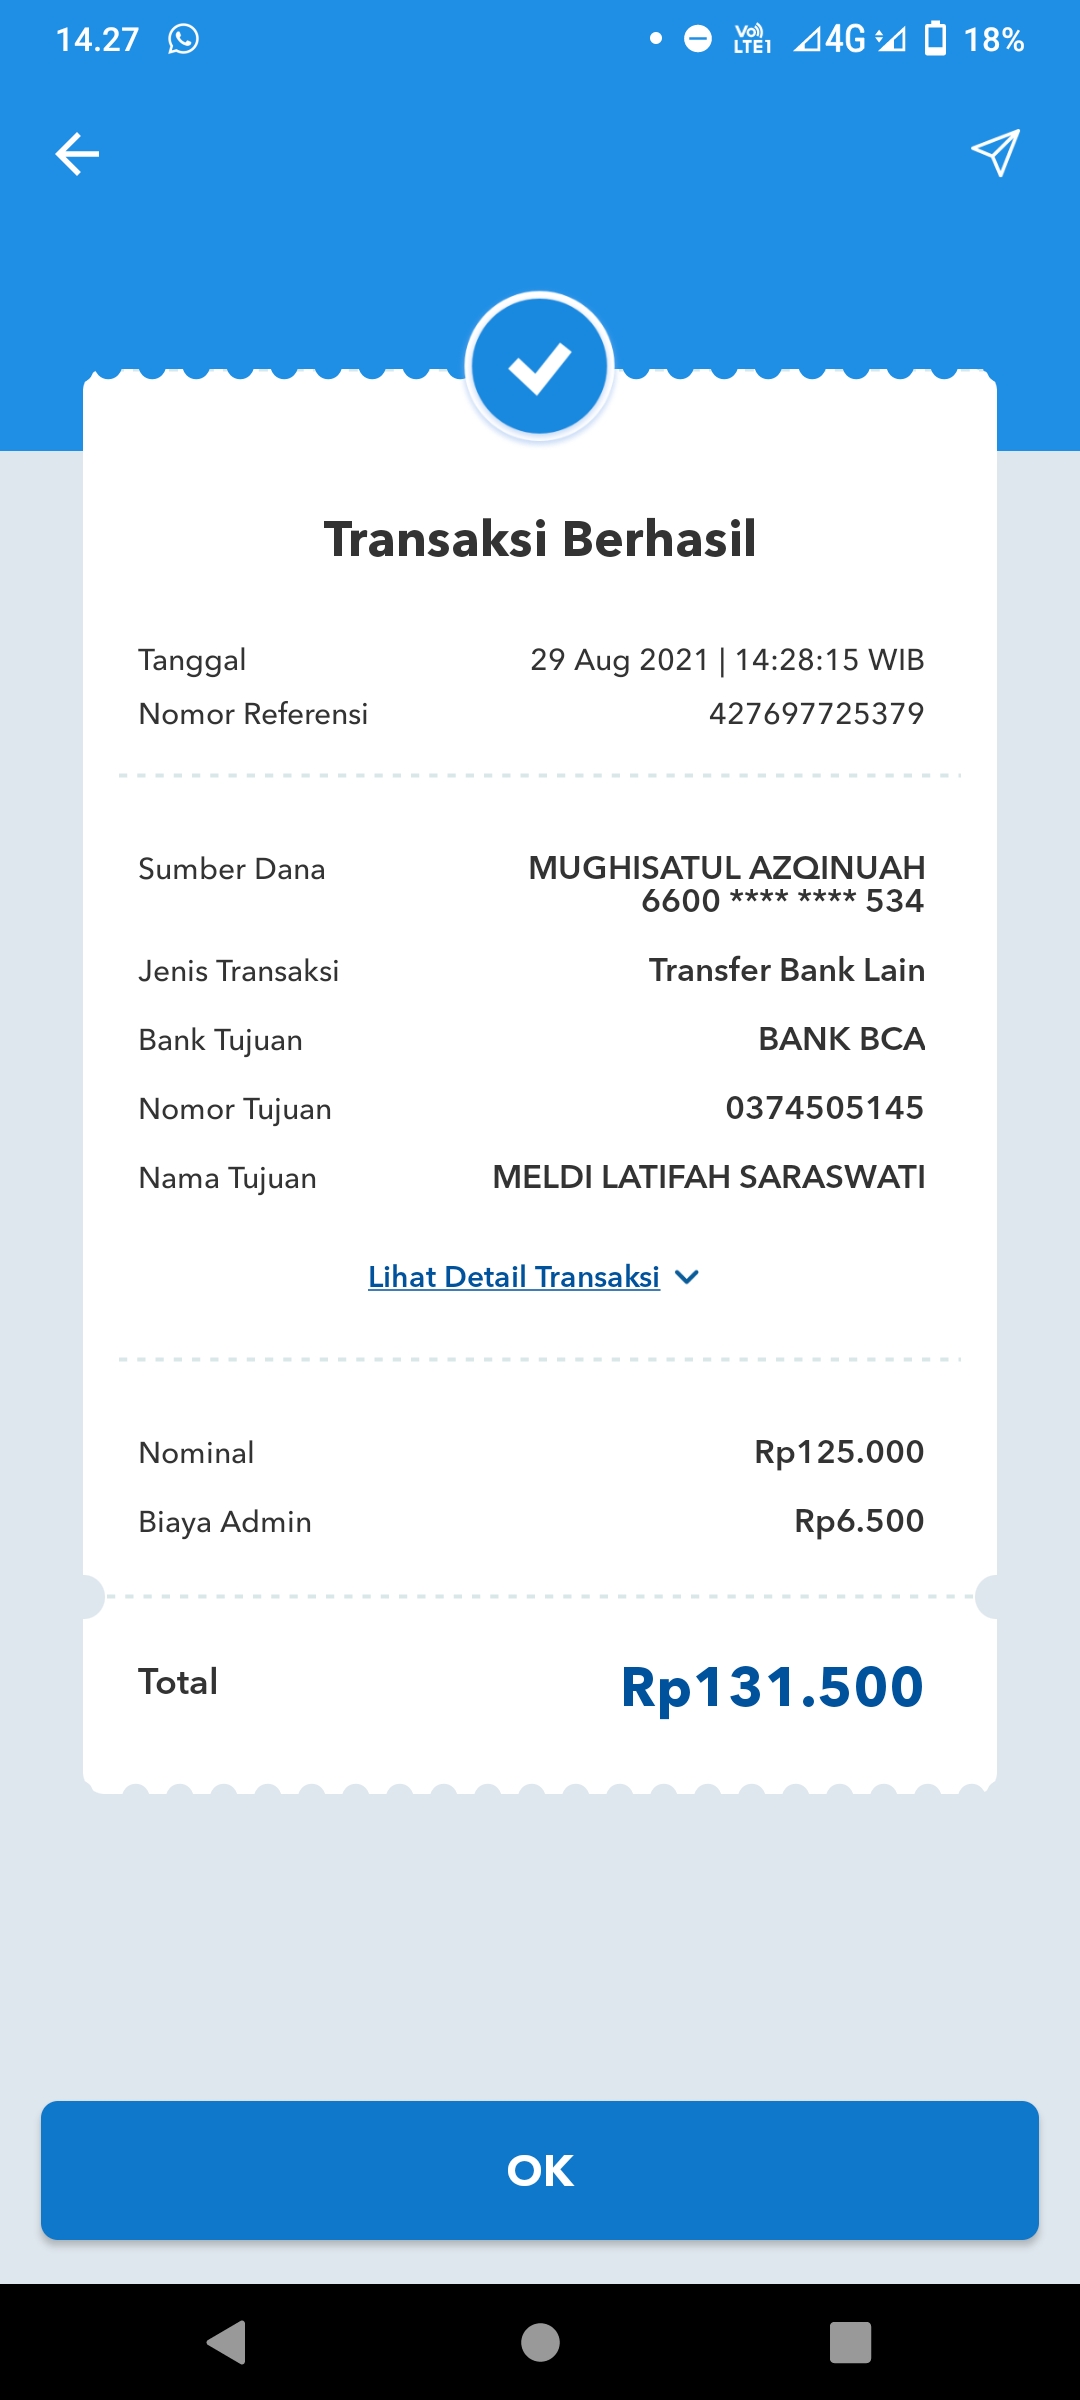 14.27 VoLTE1 4G 18%
Transaksi Berhasil
Tanggal 29 Aug 2021 | 14:28:15 WIB
Nomor Referensi 427697725379
Sumber Dana MUGHISATUL AZQINUAH
6600 **** **** 534
Jenis Transaksi Transfer Bank Lain
Bank Tujuan BANK BCA
Nomor Tujuan 0374505145
Nama Tujuan MELDI LATIFAH SARASWATI
Lihat Detail Transaksi
Nominal Rp125.000
Biaya Admin Rp6.500
Total Rp131.500
OK